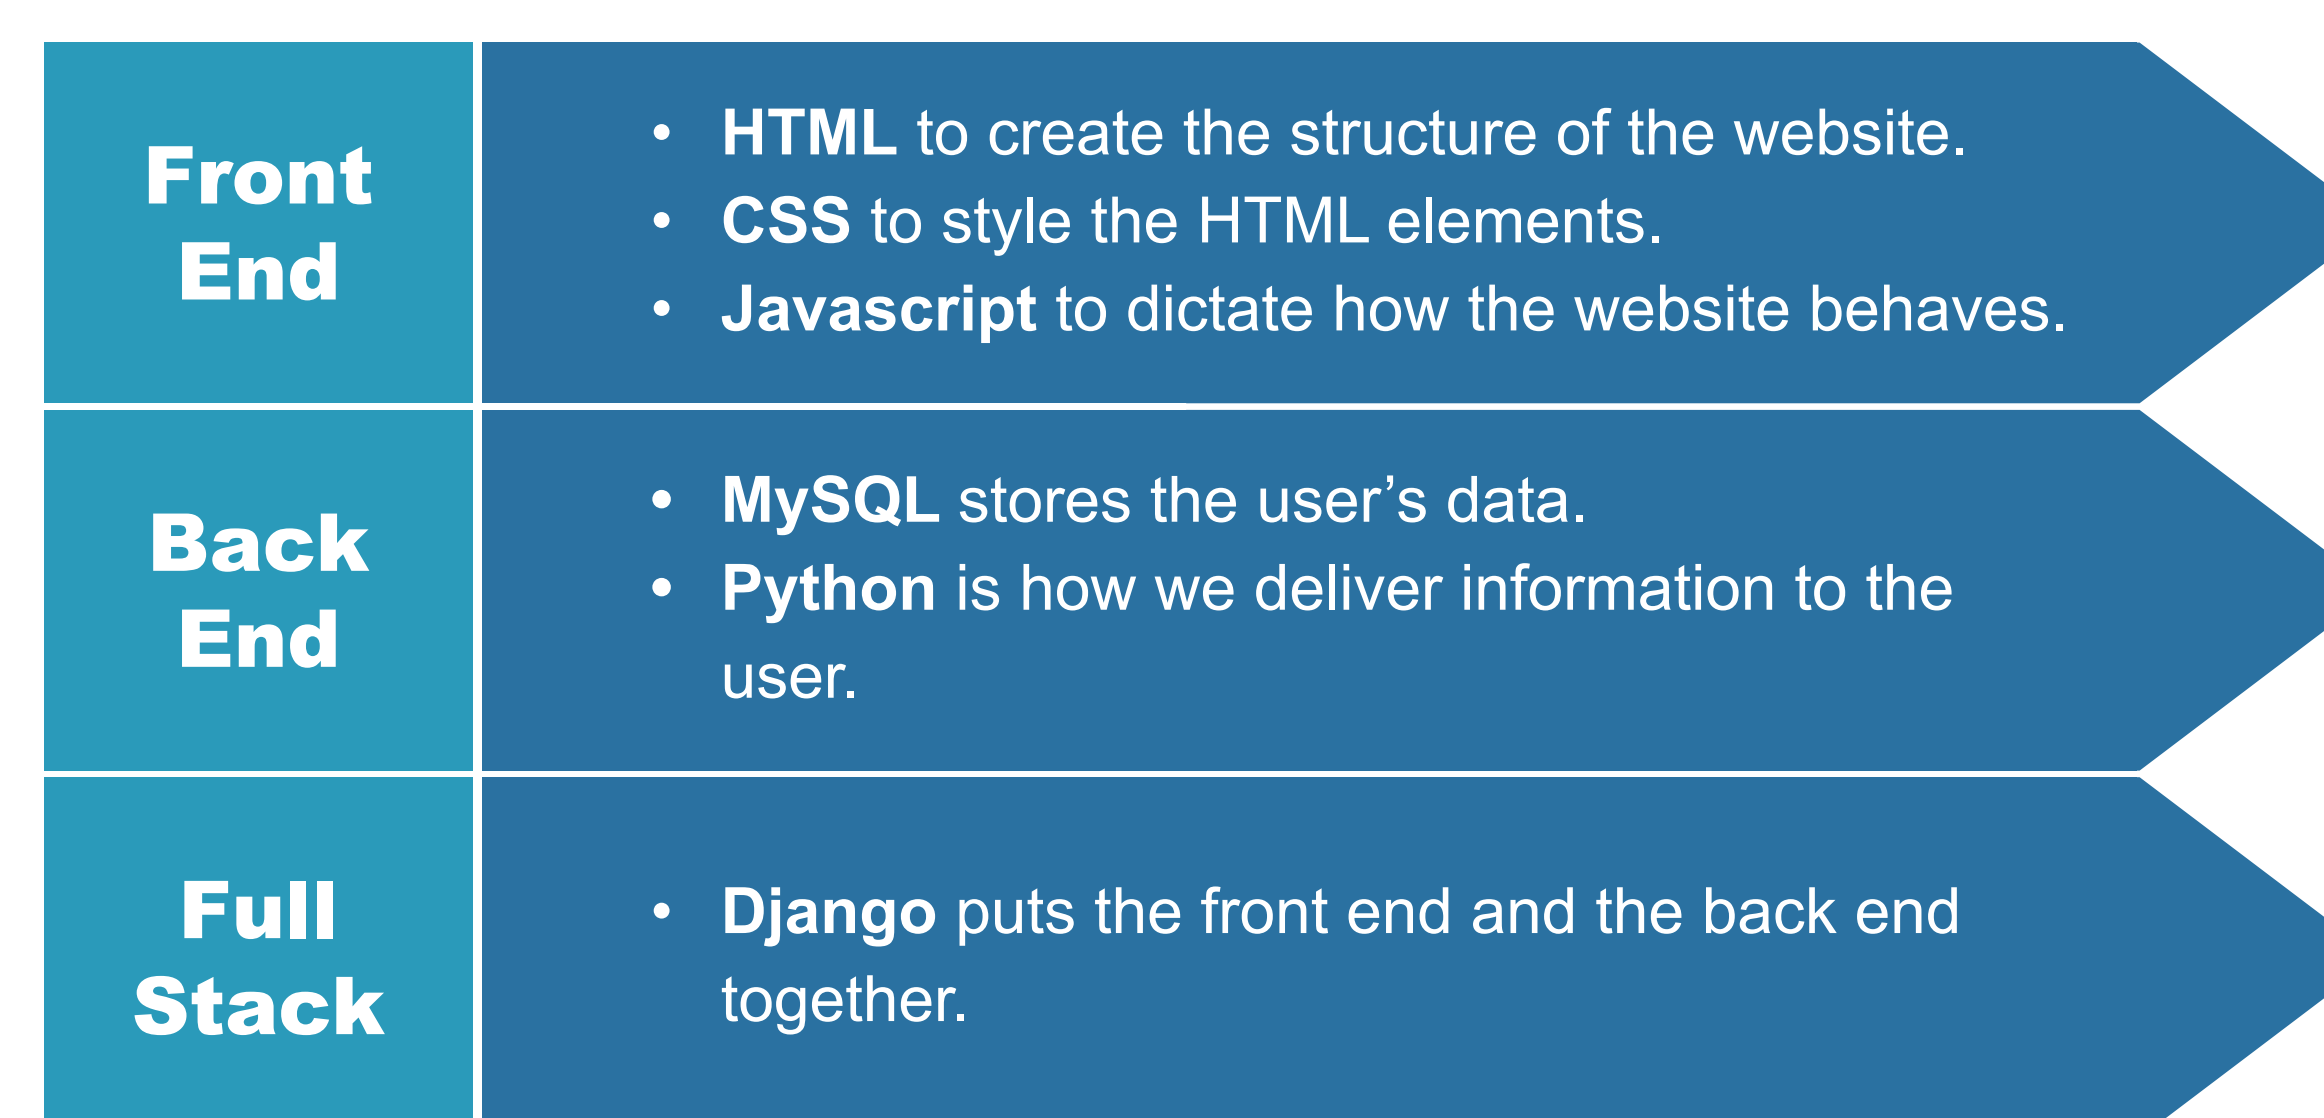 Front
End
• HTML to create the structure of the website.
• CSS to style the HTML elements.
• Javascript to dictate how the website behaves.
Back
End
• MySQL stores the user’s data.
• Python is how we deliver information to the
user.
Full
Stack
• Django puts the front end and the back end
together.